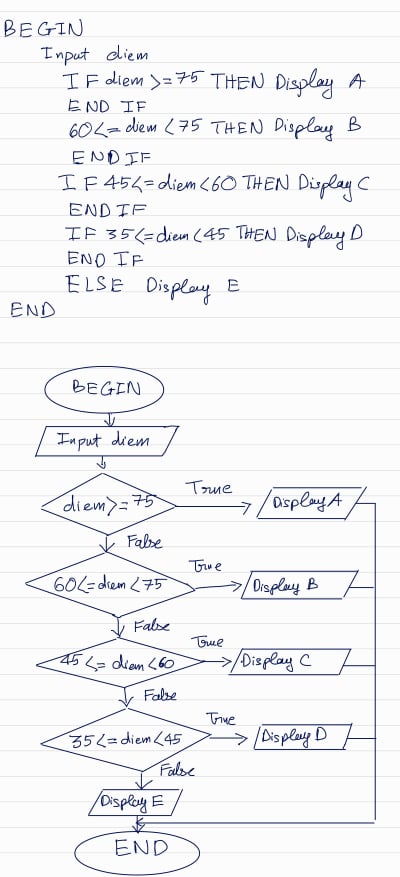 BEGIN
Input diem
IF diem >= 75 THEN Display A
END IF
60 <= diem < 75 THEN Display B
END IF
IF 45 <= diem < 60 THEN Display C
END IF
IF 35 <= diem < 45 THEN Display D
END IF
ELSE Display E
END
BEGIN
Input diem
diem >= 75
True
Display A
False
60 <= diem < 75
True
Display B
False
45 <= diem < 60
True
Display C
False
35 <= diem < 45
True
Display D
False
Display E
END